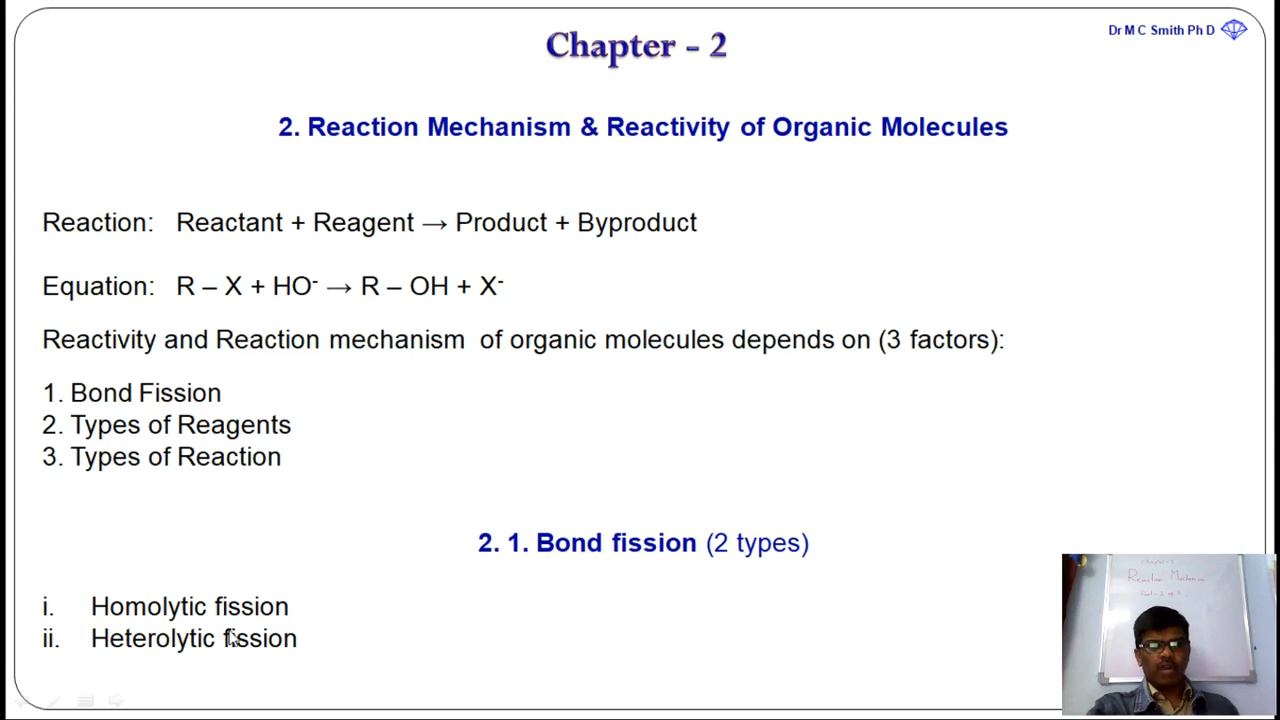 Chapter - 2
Dr M C Smith Ph D
2. Reaction Mechanism & Reactivity of Organic Molecules
Reaction: Reactant + Reagent → Product + Byproduct
Equation: R – X + HO⁻ → R – OH + X⁻
Reactivity and Reaction mechanism of organic molecules depends on (3 factors):
1. Bond Fission
2. Types of Reagents
3. Types of Reaction
2. 1. Bond fission (2 types)
i. Homolytic fission
ii. Heterolytic fission
Reaction Mechanism